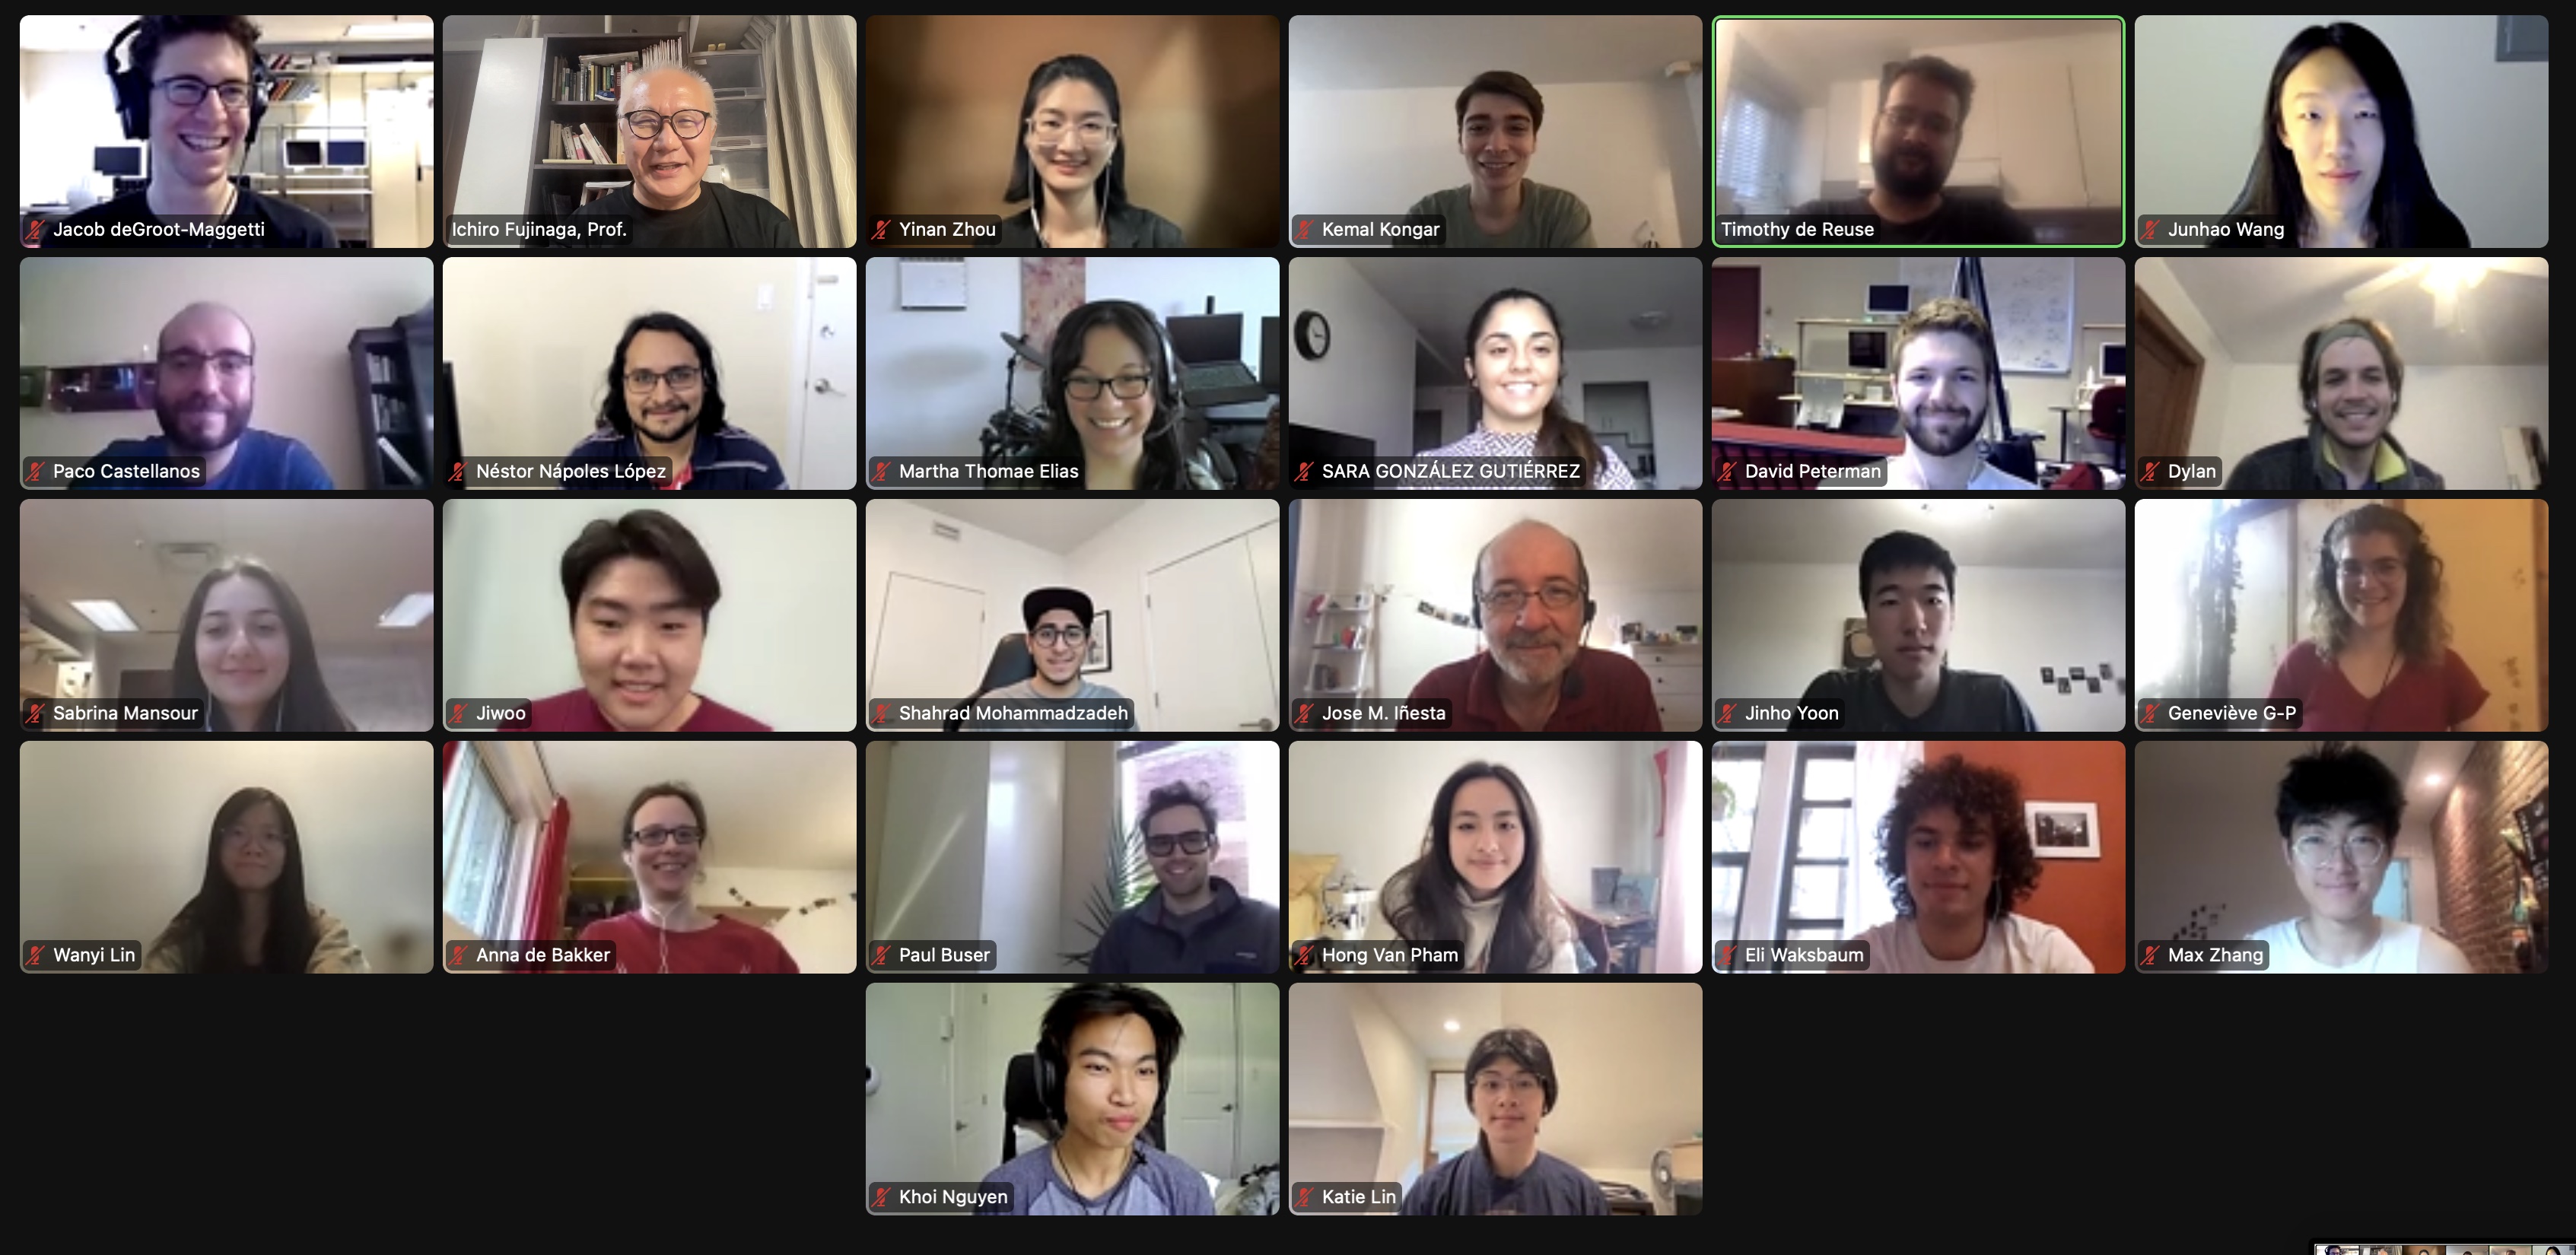 Jacob deGroot-Maggetti
Ichiro Fujinaga, Prof.
Yinan Zhou
Kemal Kongar
Timothy de Reuse
Junhao Wang
Paco Castellanos
Néstor Nápoles López
Martha Thomae Elias
SARA GONZÁLEZ GUTIÉRREZ
David Peterman
Dylan
Sabrina Mansour
Jiwoo
Shahrad Mohammadzadeh
Jose M. Iñesta
Jinho Yoon
Geneviève G-P
Wanyi Lin
Anna de Bakker
Paul Buser
Hong Van Pham
Eli Waksbaum
Max Zhang
Khoi Nguyen
Katie Lin